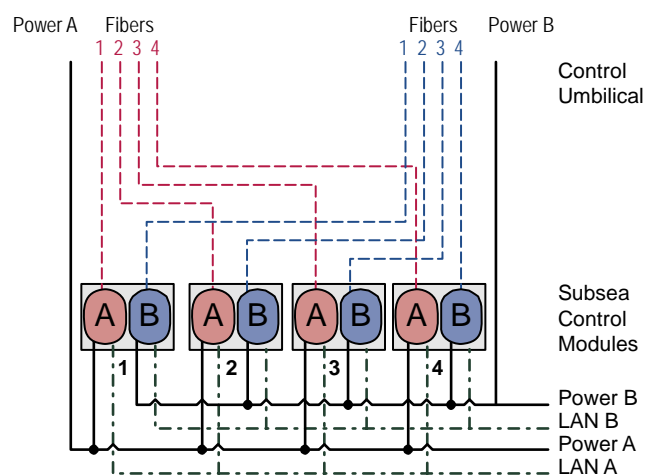 Power A
Fibers
Fibers
Power B
1 2 3 4
1 2 3 4
Control
Umbilical
A B
A B
A B
A B
Subsea
Control
Modules
1
2
3
4
Power B
LAN B
Power A
LAN A